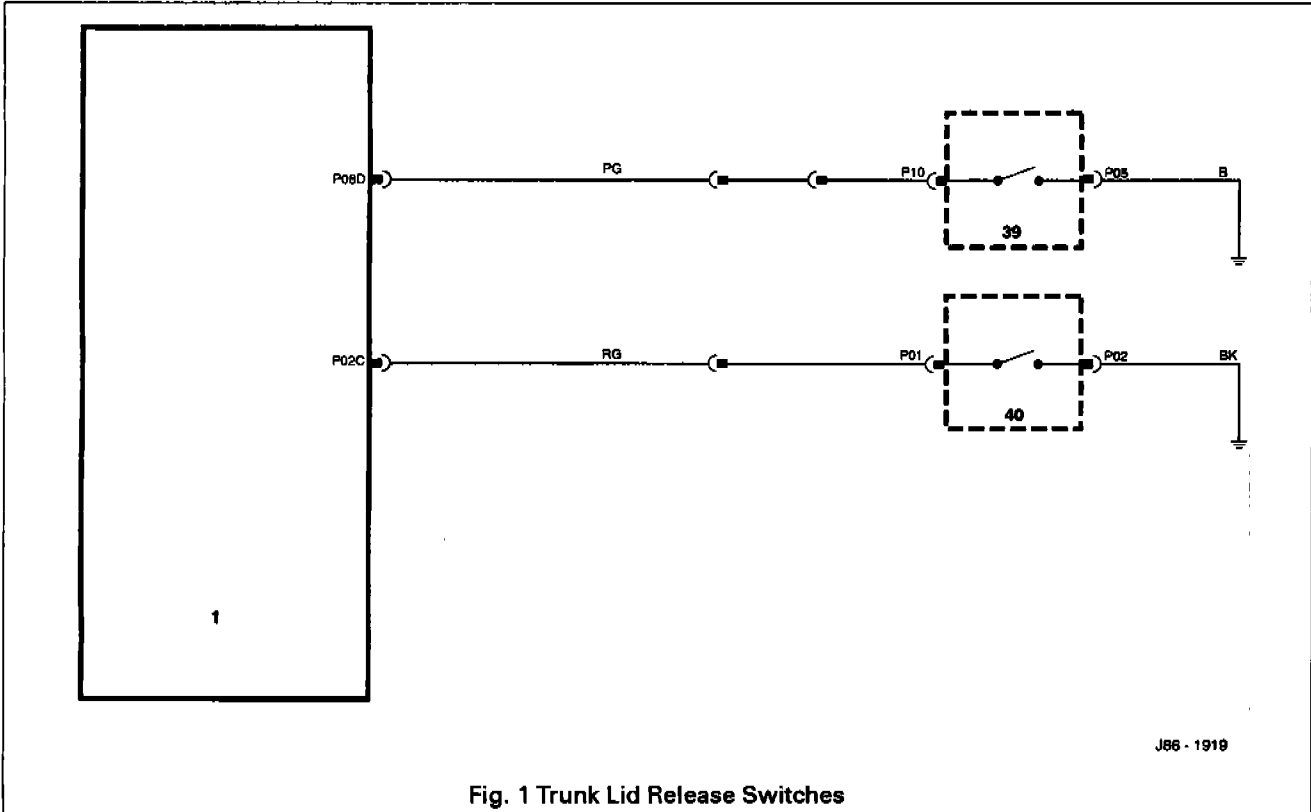 P08D PG P10 P05 B
39
P02C RG P01 P02 BK
40
1
J86 - 1919
Fig. 1 Trunk Lid Release Switches